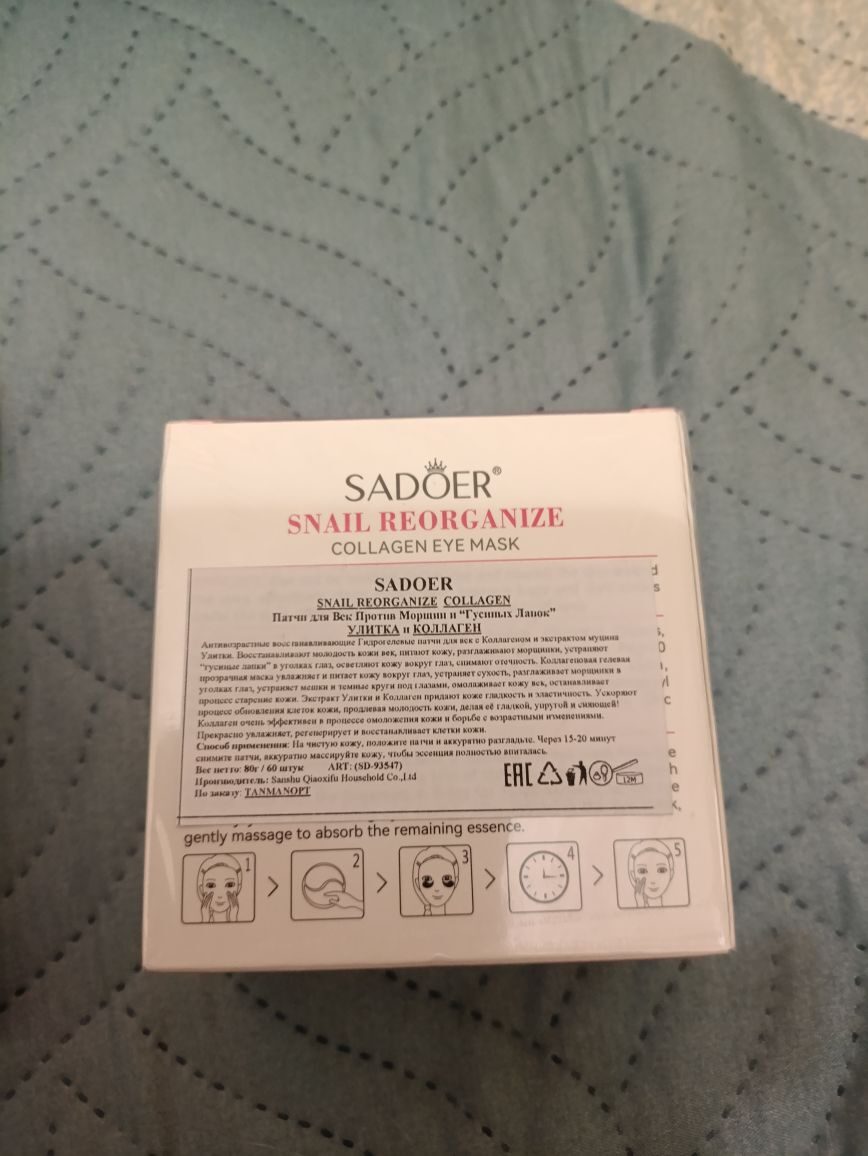 SADOER®
SNAIL REORGANIZE
COLLAGEN EYE MASK
SADOER
SNAIL REORGANIZE COLLAGEN
Патчи для Век Против Морщин и “Гусиных Лапок”
УЛИТКА и КОЛЛАГЕН
Антивозрастные восстанавливающие Гидрогелевые патчи для век с Коллагеном и экстрактом муцина
Улитки. Восстанавливают молодость кожи век, питают кожу, разглаживают морщинки, устраняют
“гусиные лапки” в уголках глаз, осветляют кожу вокруг глаз, снимают отечность. Коллагеновая гелевая
прозрачная маска увлажняет и питает кожу вокруг глаз, устраняет сухость, разглаживает морщинки в
уголках глаз, устраняет мешки и темные круги под глазами, омолаживает кожу век, останавливает
процесс старение кожи. Экстракт Улитки и Коллаген придают коже гладкость и эластичность. Ускоряют
процесс обновления клеток кожи, продлевая молодость кожи, делая её гладкой, упругой и сияющей!
Коллаген очень эффективен в процессе омоложения кожи и борьбе с возрастными изменениями.
Прекрасно увлажняет, регенерирует и восстанавливает клетки кожи.
Способ применения: На чистую кожу, положите патчи и аккуратно разгладьте. Через 15-20 минут
снимите патчи, аккуратно массируйте кожу, чтобы эссенция полностью впиталась.
Вес нетто: 80г / 60 штук ART: (SD-93547)
Производитель: Sanshu Qiaoxifu Household Co.,Ltd
По заказу: ТАНМАНОРТ
EAC 12M
gently massage to absorb the remaining essence.
1 > 2 > 3 > 4 > 5